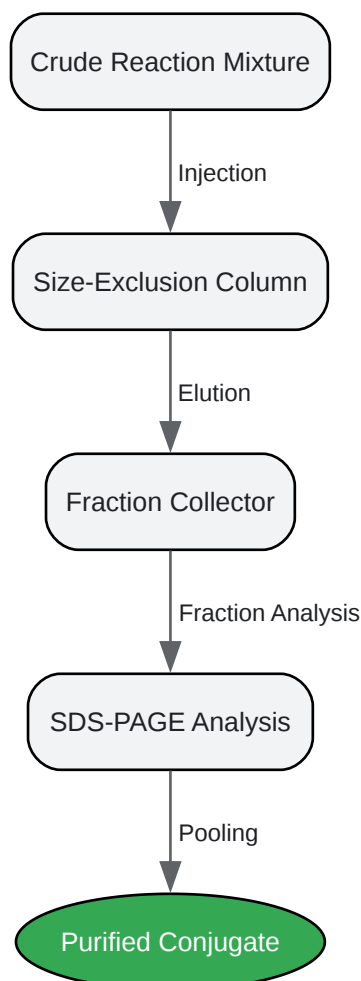 Crude Reaction Mixture
Injection
Size-Exclusion Column
Elution
Fraction Collector
Fraction Analysis
SDS-PAGE Analysis
Pooling
Purified Conjugate